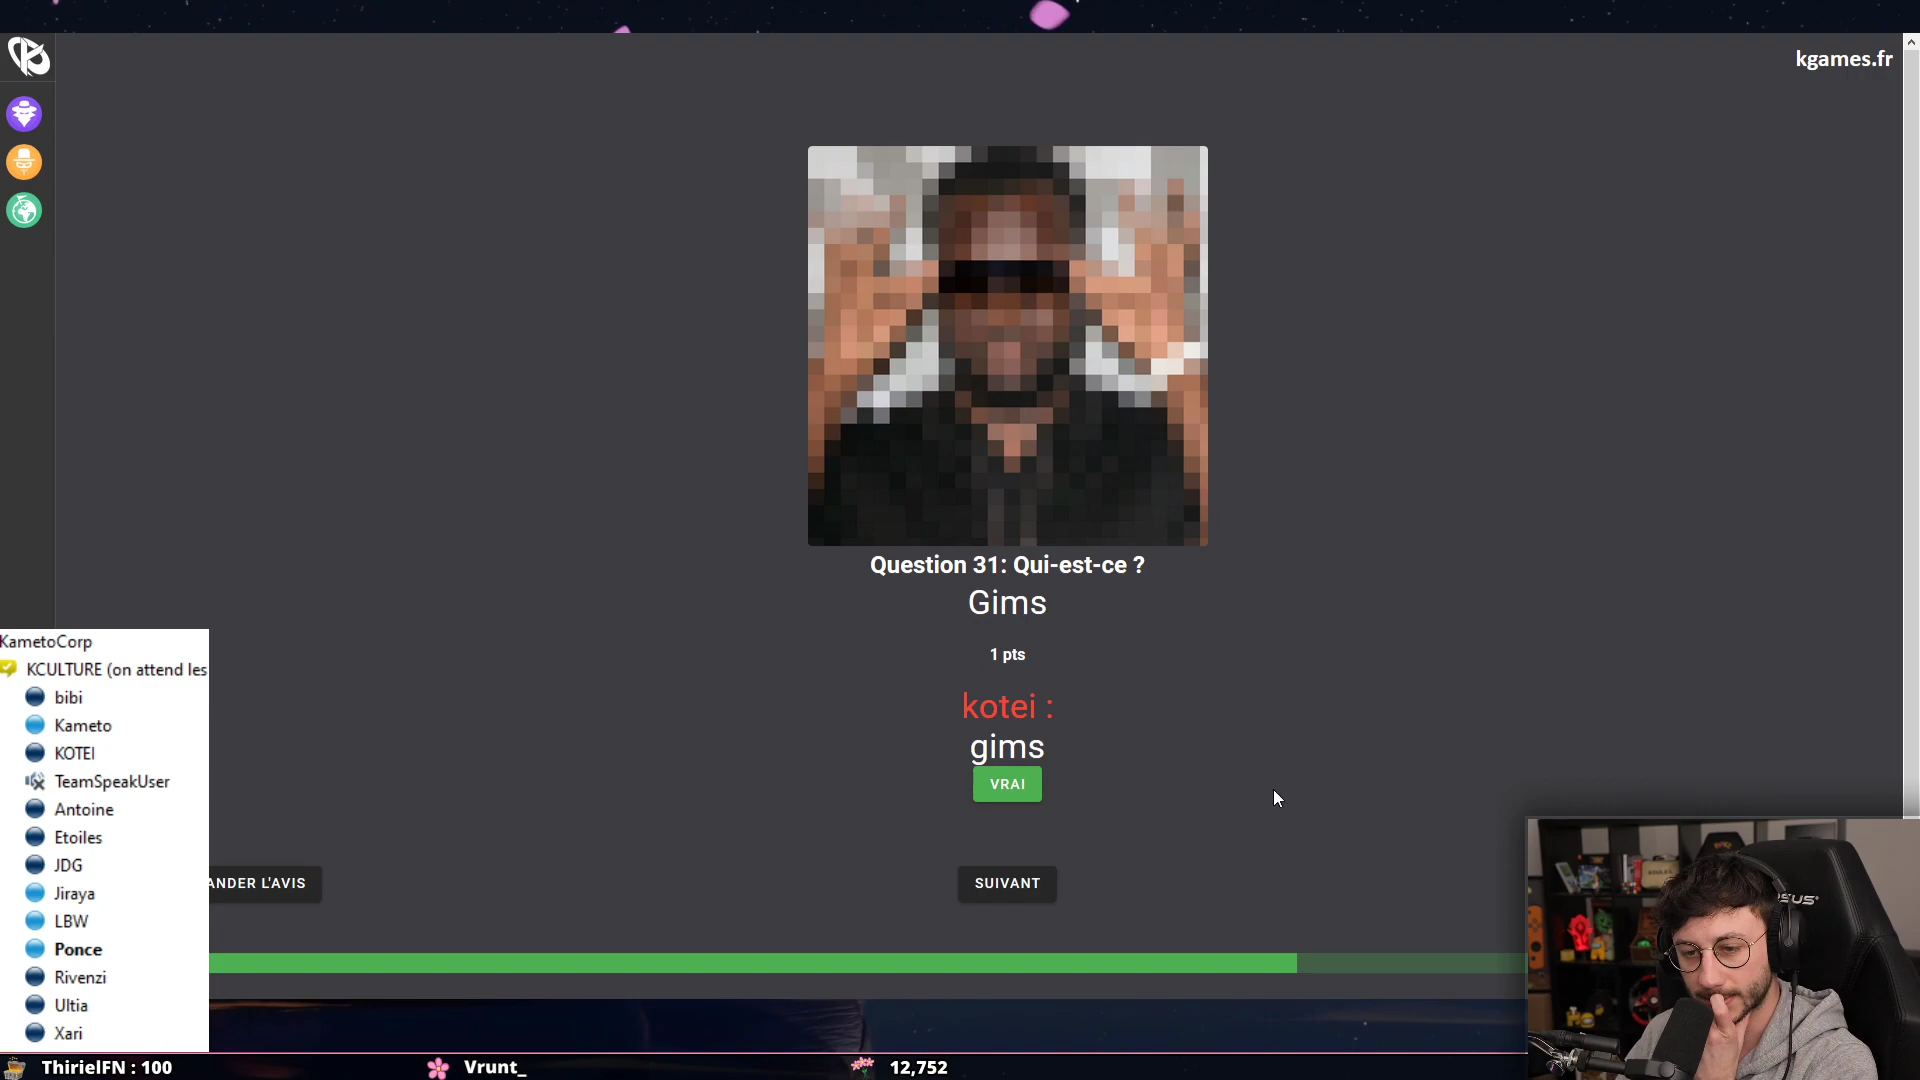 kgames.fr
Question 31: Qui-est-ce ?
Gims
1 pts
kotei :
gims
VRAI
ANDER L'AVIS
SUIVANT
KametoCorp
KCULTURE (on attend les
bibi
Kameto
KOTEI
TeamSpeakUser
Antoine
Etoiles
JDG
Jiraya
LBW
Ponce
Rivenzi
Ultia
Xari
ThirielFN : 100
Vrunt_
12,752